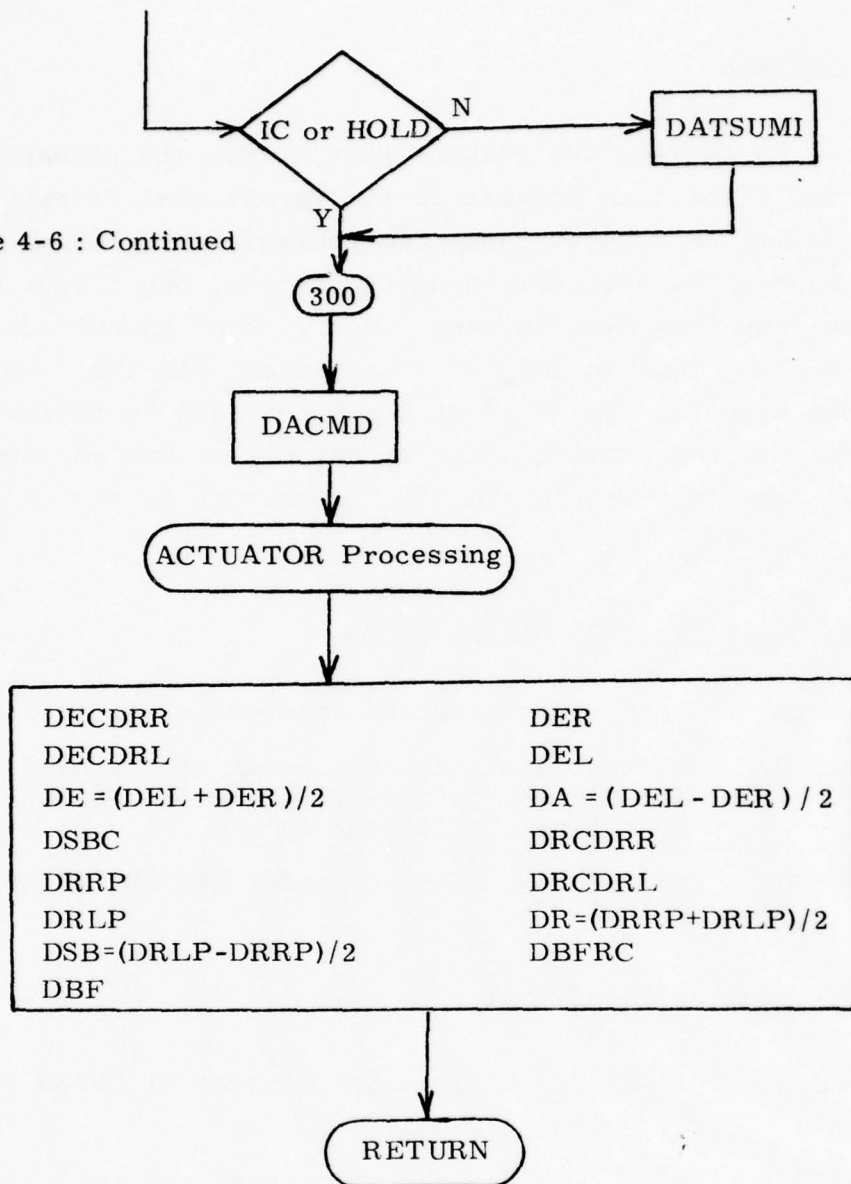 IC or HOLD
N
DATSUMI
Y
e 4-6 : Continued
300
DACMD
ACTUATOR Processing
DECDRR
DER
DECDRL
DEL
DE = (DEL + DER) / 2
DA = (DEL - DER) / 2
DSBC
DRCDRR
DRRP
DRCDRL
DRLP
DR=(DRRP+DRLP)/2
DSB=(DRLP-DRRP)/2
DBFRC
DBF
RETURN